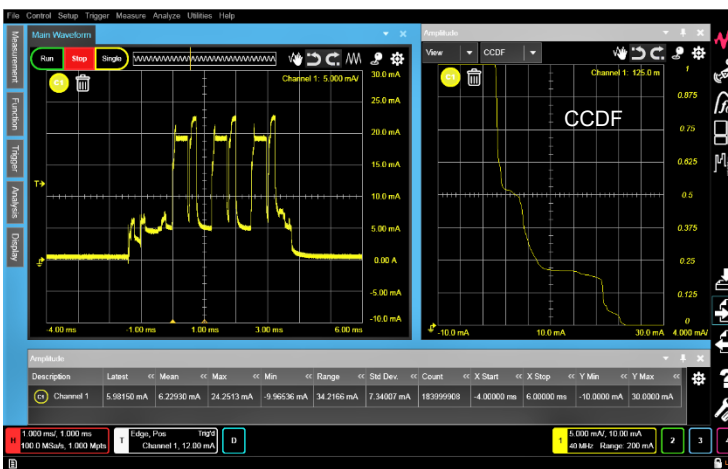 File Control Setup Trigger Measure Analyze Utilities Help
Main Waveform
Run Stop Single
C1
Channel 1: 5.000 mA/
30.0 mA
25.0 mA
20.0 mA
15.0 mA
10.0 mA
5.00 mA
0.00 A
-5.00 mA
-10.0 mA
T
-4.00 ms -1.00 ms 1.00 ms 3.00 ms 6.00 ms
Measurement
Function
Trigger
Analysis
Display
Amplitude
View CCDF
C1
Channel 1: 125.0 m
CCDF
1
0.875
0.75
0.625
0.5
0.375
0.25
0.125
0
-10.0 mA 10.0 mA 30.0 mA 4.000 mA/
Amplitude
Description Latest Mean Max Min Range Std Dev. Count X Start X Stop Y Min Y Max
C1 Channel 1 5.98150 mA 6.22930 mA 24.2513 mA -9.96536 mA 34.2166 mA 7.34007 mA 183999908 -4.00000 ms 6.00000 ms -10.0000 mA 30.0000 mA
H 1.000 ms/, 1.000 ms
100.0 MSa/s, 1.000 Mpts
T Edge, Pos Trig'd
Channel 1, 12.00 mA
D
1 5.000 mA/, 10.00 mA
40 MHz Range: 200 mA
2 3